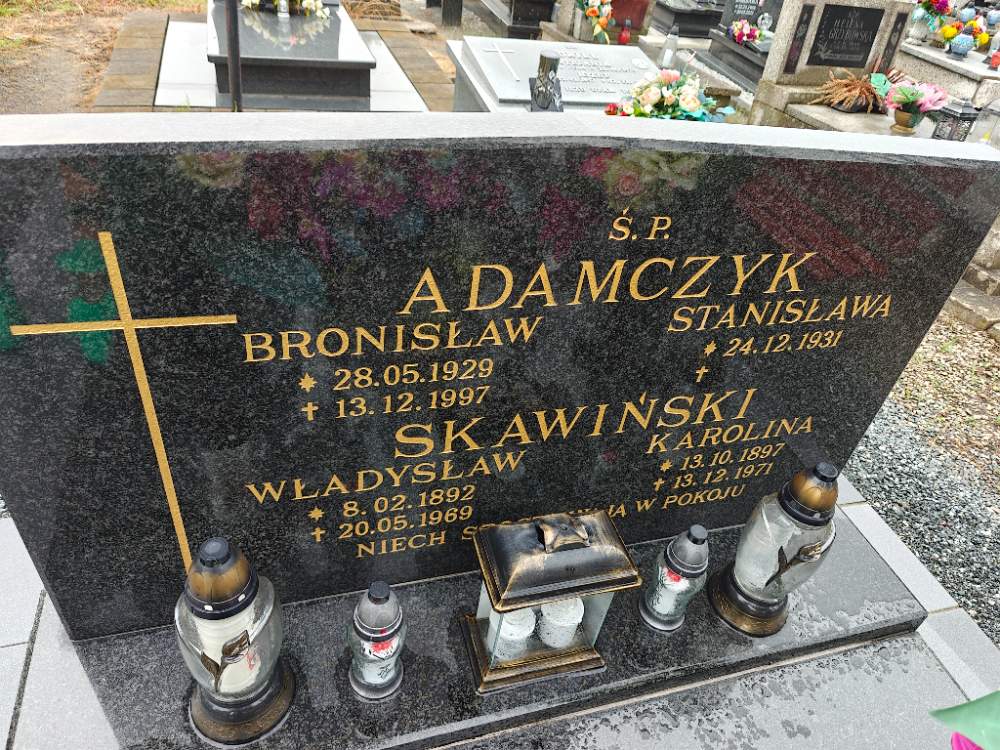 Ś. P.
ADAMCZYK
BRONISŁAW
* 28.05.1929
† 13.12.1997
STANISŁAWA
* 24.12.1931
†
SKAWIŃSKI
WŁADYSŁAW
* 8.02.1892
† 20.05.1969
KAROLINA
* 13.10.1897
† 13.12.1971
NIECH W POKOJU